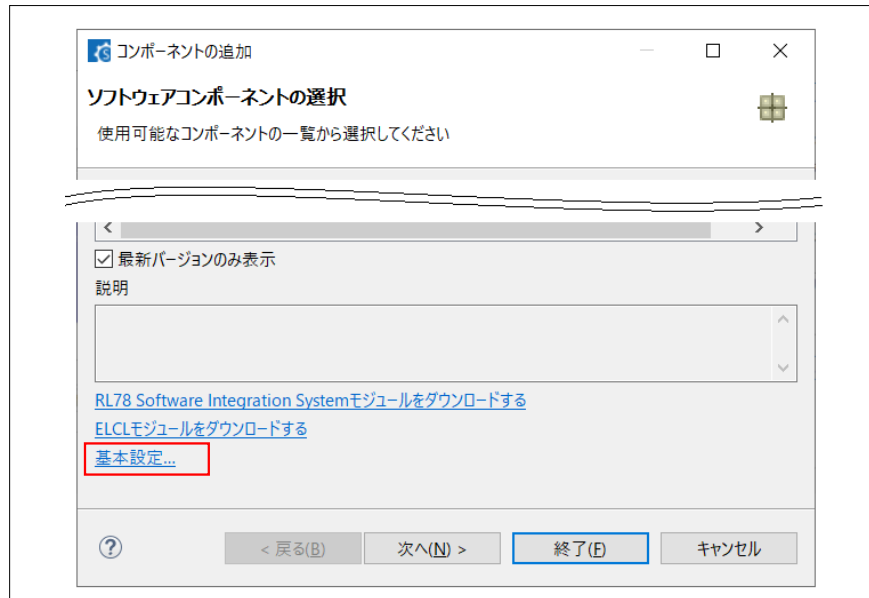 コンポーネントの追加
ソフトウェアコンポーネントの選択
使用可能なコンポーネントの一覧から選択してください
最新バージョンのみ表示
説明
RL78 Software Integration Systemモジュールをダウンロードする
ELCLモジュールをダウンロードする
基本設定...
< 戻る(B) 次へ(N) > 終了(F) キャンセル